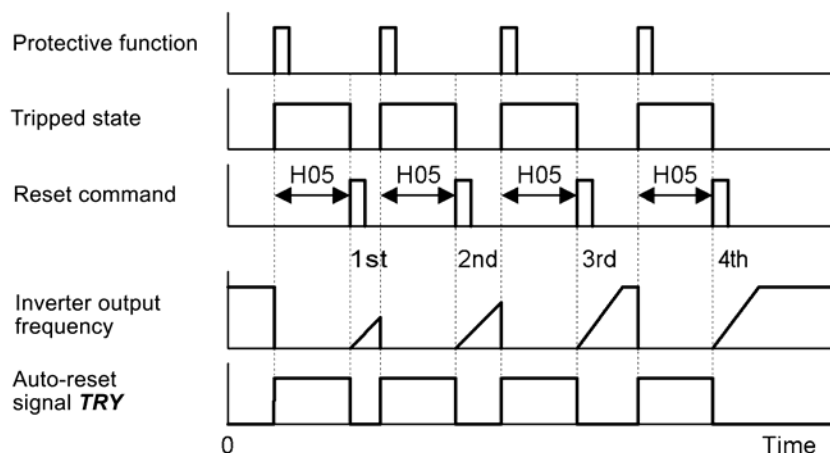 Protective function
Tripped state
H05 H05 H05 H05
Reset command
1st 2nd 3rd 4th
Inverter output
frequency
Auto-reset
signal TRY
0 Time